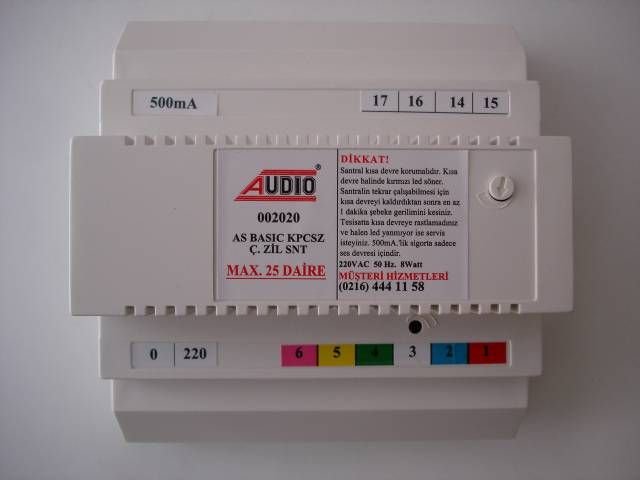 500mA
17 16 14 15
AUDIO ®
002020
AS BASIC KPCSZ
Ç. ZİL SNT
MAX. 25 DAİRE
DİKKAT!
Santral kısa devre korumalıdır. Kısa
devre halinde kırmızı led söner.
Santralin tekrar çalışabilmesi için
kısa devreyi kaldırdıktan sonra en az
1 dakika şebeke gerilimini kesiniz.
Tesisatta kısa devreye rastlamadınız
ve halen led yanmıyor ise servis
isteyiniz. 500mA.'lik sigorta sadece
ses devresi içindir.
220VAC 50 Hz. 8Watt
MÜŞTERİ HİZMETLERİ
(0216) 444 11 58
0 220
6 5 4 3 2 1